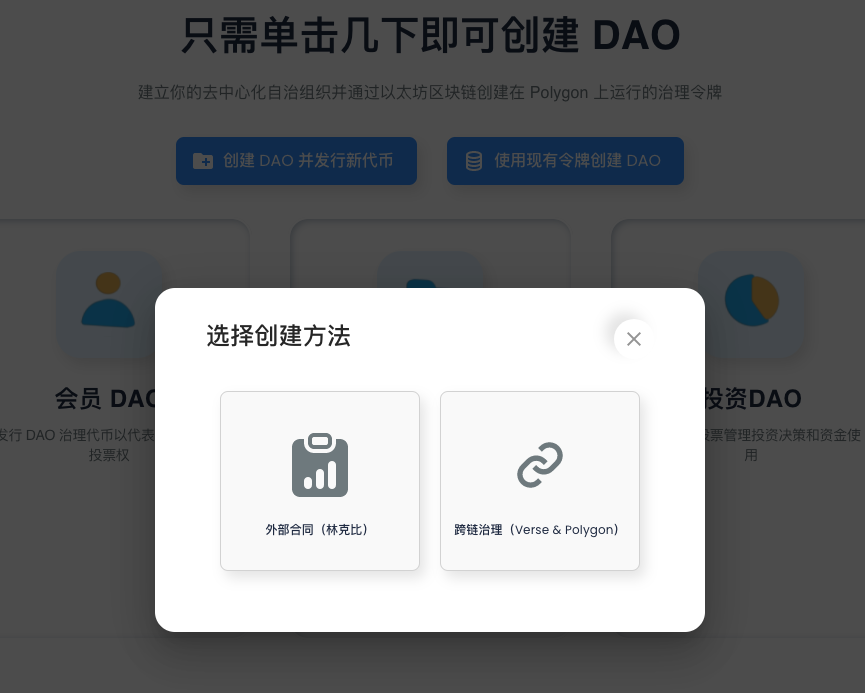 只需单击几下即可创建 DAO
建立你的去中心化自治组织并通过以太坊区块链创建在 Polygon 上运行的治理令牌
创建 DAO 并发行新代币
使用现有令牌创建 DAO
选择创建方法
外部合同（林克比）
跨链治理（Verse & Polygon）
会员 DAO
投资DAO
发行 DAO 治理代币以代表
投票权
票管理投资决策和资金使
用